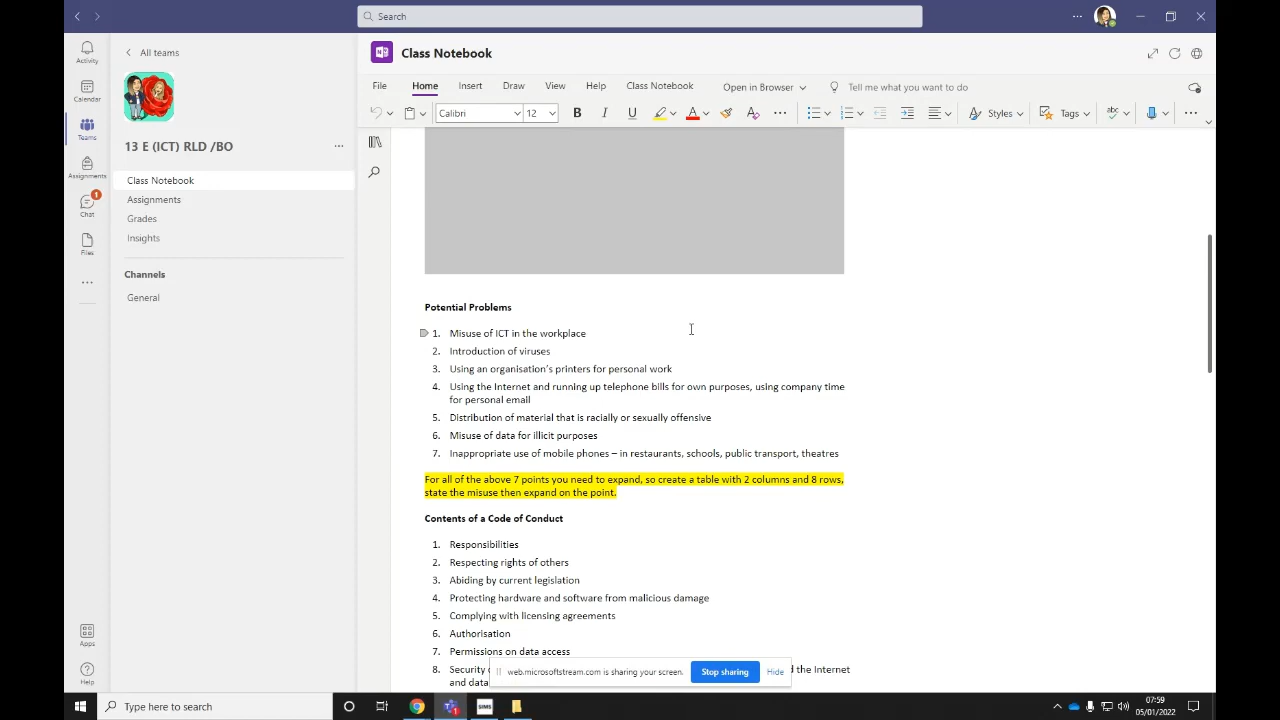 Search
Activity
Calendar
Teams
Assignments
Chat
1
Files
Apps
Help
All teams
13 E (ICT) RLD /BO
Class Notebook
Assignments
Grades
Insights
Channels
General
Class Notebook
File Home Insert Draw View Help Class Notebook Open in Browser Tell me what you want to do
Calibri 12 B I U A Styles Tags
Potential Problems
1. Misuse of ICT in the workplace
2. Introduction of viruses
3. Using an organisation's printers for personal work
4. Using the Internet and running up telephone bills for own purposes, using company time
for personal email
5. Distribution of material that is racially or sexually offensive
6. Misuse of data for illicit purposes
7. Inappropriate use of mobile phones – in restaurants, schools, public transport, theatres
For all of the above 7 points you need to expand, so create a table with 2 columns and 8 rows,
state the misuse then expand on the point.
Contents of a Code of Conduct
1. Responsibilities
2. Respecting rights of others
3. Abiding by current legislation
4. Protecting hardware and software from malicious damage
5. Complying with licensing agreements
6. Authorisation
7. Permissions on data access
8. Security d the Internet
and data
web.microsoftstream.com is sharing your screen. Stop sharing Hide
Type here to search
SIMS
07:59
05/01/2022